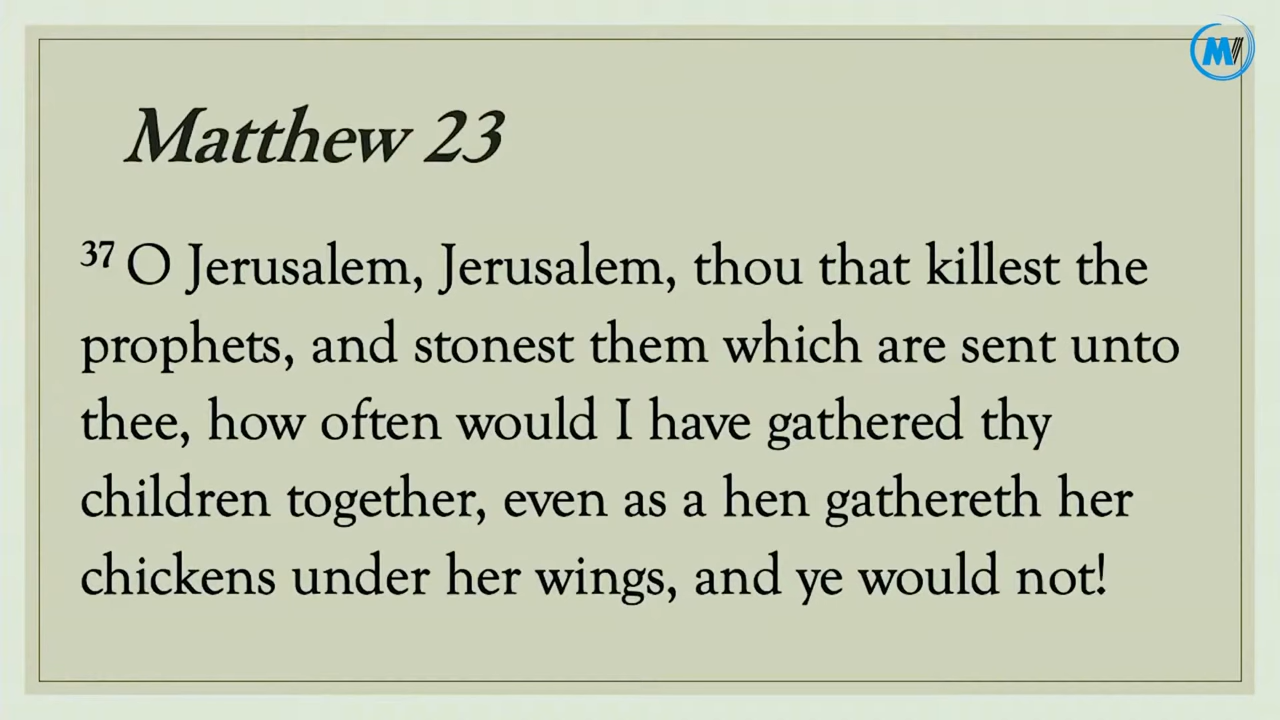 M
Matthew 23
37 O Jerusalem, Jerusalem, thou that killest the
prophets, and stonest them which are sent unto
thee, how often would I have gathered thy
children together, even as a hen gathereth her
chickens under her wings, and ye would not!